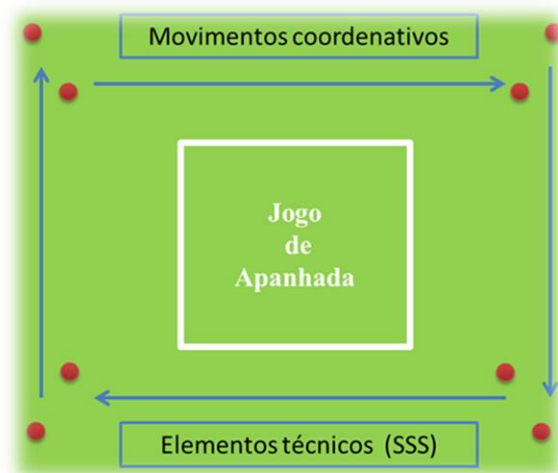 Movimentos coordenativos
Jogo
de
Apanhada
Elementos técnicos (SSS)